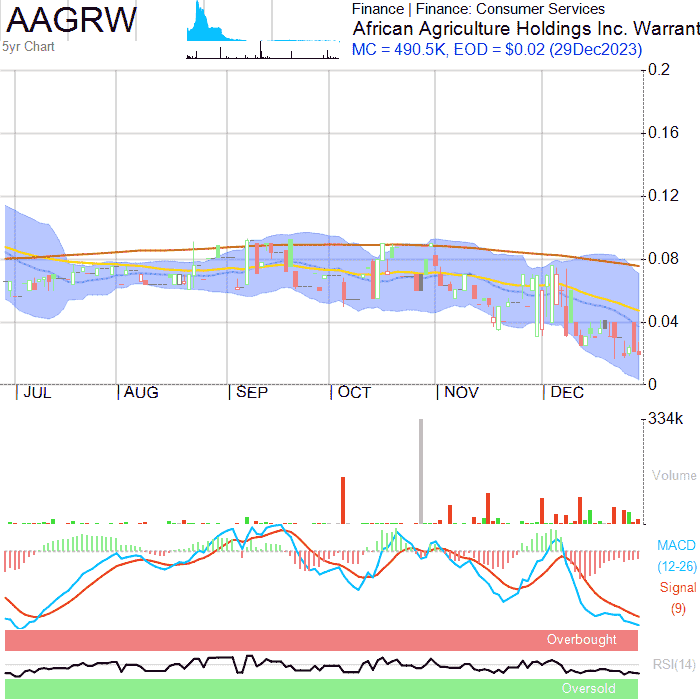 AAGRW
5yr Chart
Finance | Finance: Consumer Services
African Agriculture Holdings Inc. Warrant
MC = 490.5K, EOD = $0.02 (29Dec2023)
0.2
0.16
0.12
0.08
0.04
0
JUL AUG SEP OCT NOV DEC
334k
Volume
MACD
(12-26)
Signal
(9)
Overbought
RSI(14)
Oversold